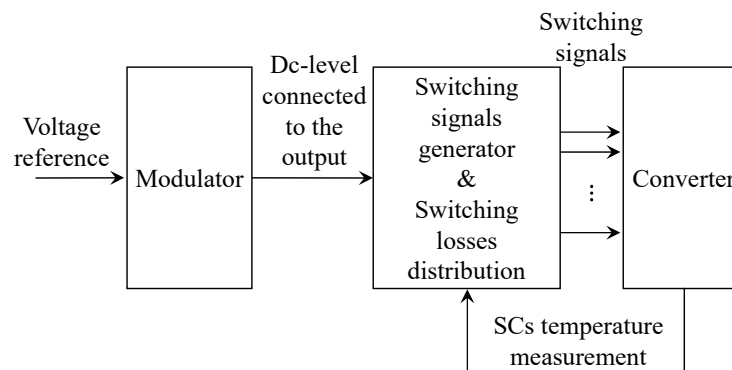 Switching
signals
Dc-level
connected
to the
output
Voltage
reference
Modulator
Switching
signals
generator
&
Switching
losses
distribution
...
Converter
SCs temperature
measurement